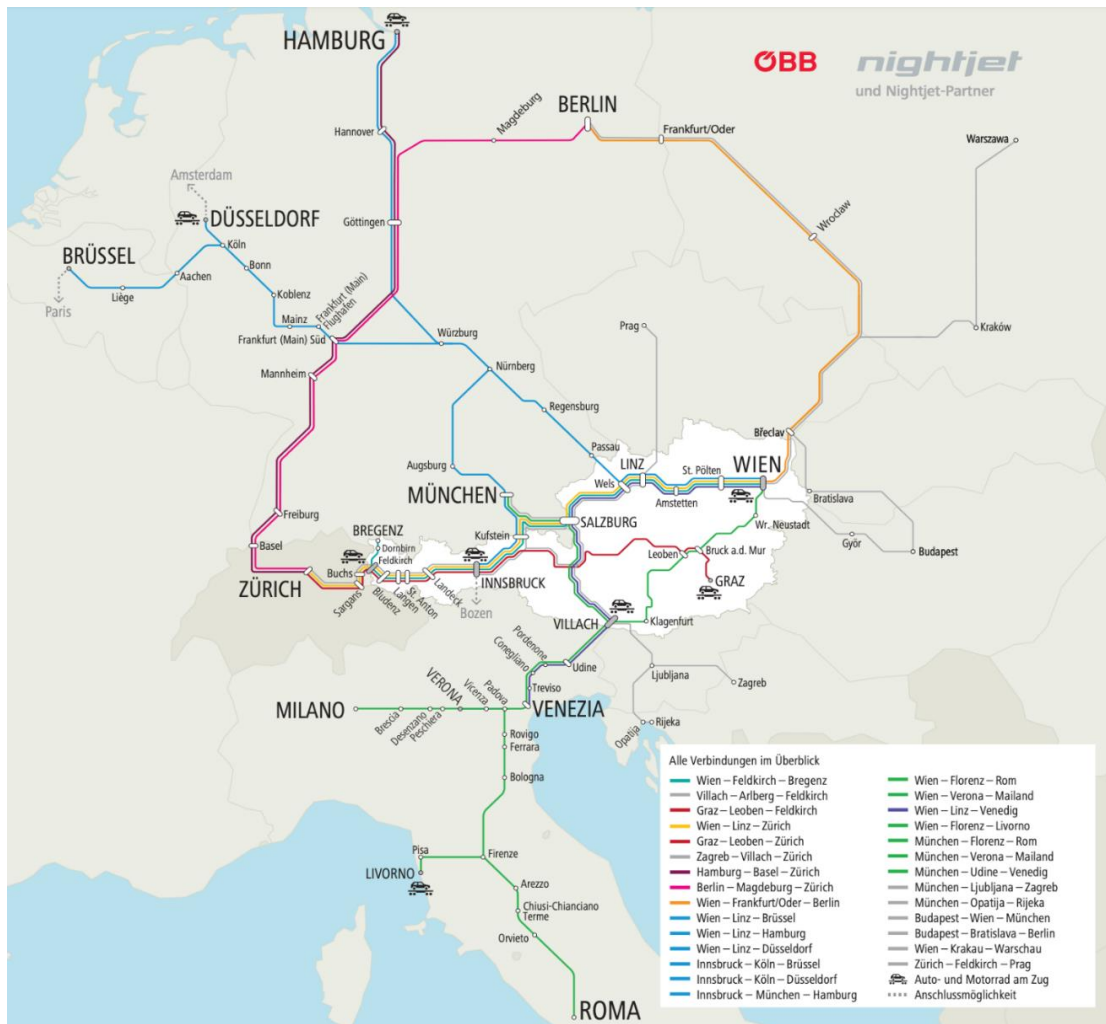 HAMBURG
ÖBB nightjet
und Nightjet-Partner
BERLIN
Magdeburg
Frankfurt/Oder
Hannover
Warszawa
Amsterdam
DÜSSELDORF
Göttingen
Wroclaw
BRÜSSEL
Köln
Aachen
Bonn
Liège
Koblenz
Paris
Mainz
Frankfurt (Main)
Flughafen
Frankfurt (Main) Süd
Würzburg
Prag
Kraków
Mannheim
Nürnberg
Regensburg
Passau
Břeclav
Augsburg
LINZ
St. Pölten
WIEN
MÜNCHEN
Wels
Amstetten
Bratislava
Freiburg
SALZBURG
Wr. Neustadt
Basel
BREGENZ
Dornbirn
Feldkirch
Kufstein
Győr
Budapest
Leoben
Bruck a.d. Mur
ZÜRICH
Buchs
Sargans
Bludenz
Langen
St. Anton
Landeck
INNSBRUCK
GRAZ
Bozen
VILLACH
Klagenfurt
Pordenone
Conegliano
Udine
Ljubljana
Zagreb
Treviso
MILANO
Brescia
Desenzano
Peschiera
VERONA
Vicenza
Padova
VENEZIA
Opatija
Rijeka
Rovigo
Ferrara
Bologna
Pisa
Firenze
LIVORNO
Arezzo
Chiusi-Chianciano
Terme
Orvieto
ROMA
Alle Verbindungen im Überblick
Wien – Feldkirch – Bregenz
Villach – Arlberg – Feldkirch
Graz – Leoben – Feldkirch
Wien – Linz – Zürich
Graz – Leoben – Zürich
Zagreb – Villach – Zürich
Hamburg – Basel – Zürich
Berlin – Magdeburg – Zürich
Wien – Frankfurt/Oder – Berlin
Wien – Linz – Brüssel
Wien – Linz – Hamburg
Wien – Linz – Düsseldorf
Innsbruck – Köln – Brüssel
Innsbruck – Köln – Düsseldorf
Innsbruck – München – Hamburg
Wien – Florenz – Rom
Wien – Verona – Mailand
Wien – Linz – Venedig
Wien – Florenz – Livorno
München – Florenz – Rom
München – Verona – Mailand
München – Udine – Venedig
München – Ljubljana – Zagreb
München – Opatija – Rijeka
Budapest – Wien – München
Budapest – Bratislava – Berlin
Wien – Krakau – Warschau
Zürich – Feldkirch – Prag
Auto- und Motorrad am Zug
Anschlussmöglichkeit